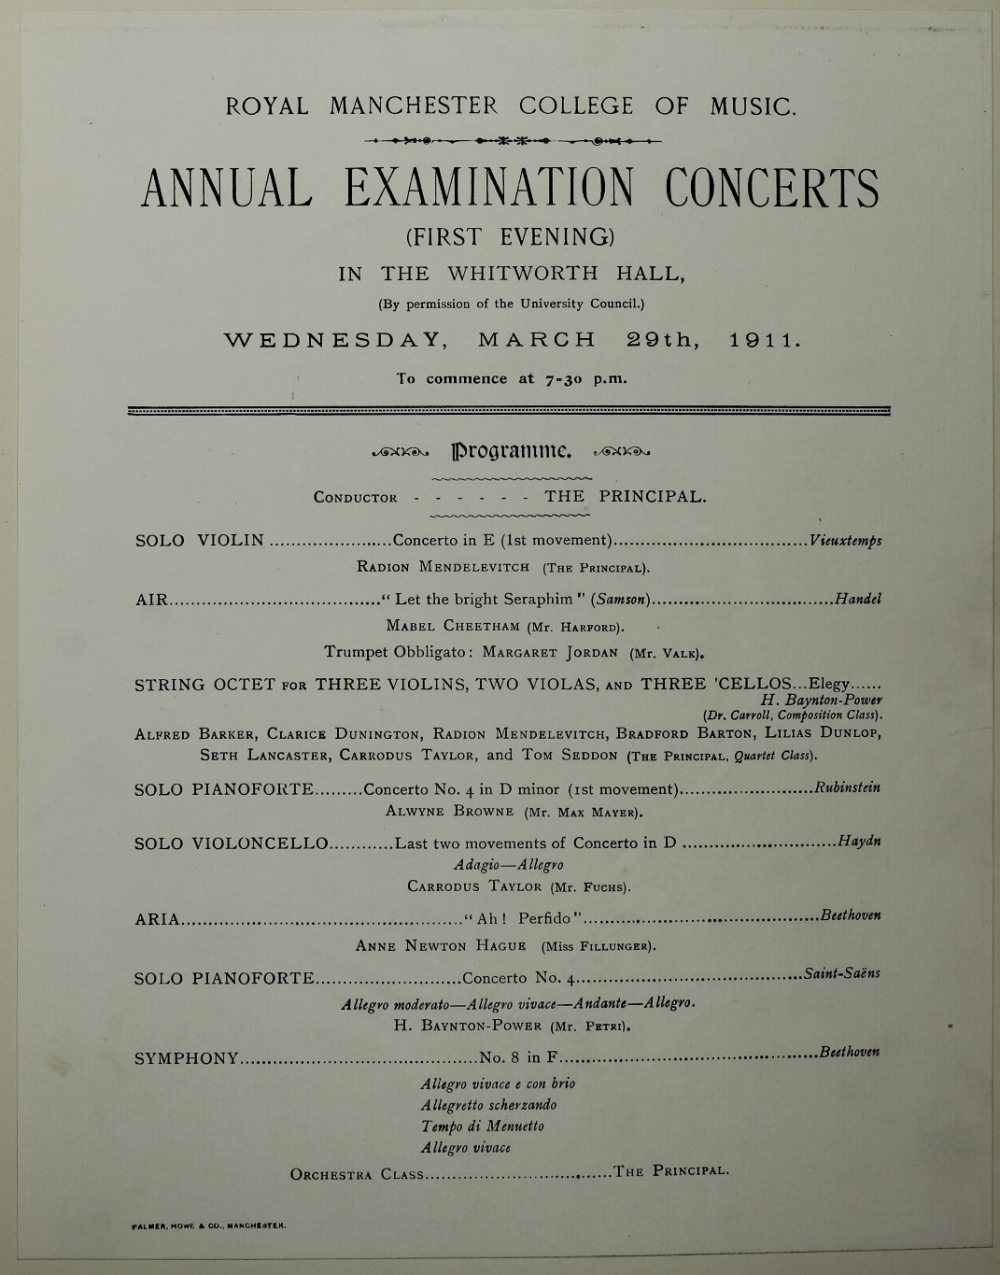 ROYAL MANCHESTER COLLEGE OF MUSIC.
ANNUAL EXAMINATION CONCERTS
(FIRST EVENING)
IN THE WHITWORTH HALL,
(By permission of the University Council.)
WEDNESDAY, MARCH 29th, 1911.
To commence at 7-30 p.m.
Programme.
CONDUCTOR - - - - - - THE PRINCIPAL.
SOLO VIOLIN .......................Concerto in E (1st movement)....................................Vieuxtemps
RADION MENDELEVITCH (THE PRINCIPAL).
AIR........................................" Let the bright Seraphim " (Samson)..................................Handel
MABEL CHEETHAM (Mr. HARFORD).
Trumpet Obbligato: MARGARET JORDAN (Mr. VALK).
STRING OCTET FOR THREE VIOLINS, TWO VIOLAS, AND THREE 'CELLOS...Elegy......
H. Baynton-Power
(Dr. Carroll, Composition Class).
ALFRED BARKER, CLARICE DUNINGTON, RADION MENDELEVITCH, BRADFORD BARTON, LILIAS DUNLOP,
SETH LANCASTER, CARRODUS TAYLOR, and TOM SEDDON (THE PRINCIPAL, Quartet Class).
SOLO PIANOFORTE.........Concerto No. 4 in D minor (1st movement).........................Rubinstein
ALWYNE BROWNE (Mr. MAX MAYER).
SOLO VIOLONCELLO............Last two movements of Concerto in D .............................Haydn
Adagio—Allegro
CARRODUS TAYLOR (Mr. FUCHS).
ARIA....................................................." Ah ! Perfido "............................................Beethoven
ANNE NEWTON HAGUE (Miss FILLUNGER).
SOLO PIANOFORTE...........................Concerto No. 4..........................................Saint-Saëns
Allegro moderato—Allegro vivace—Andante—Allegro.
H. BAYNTON-POWER (Mr. PETRI).
SYMPHONY............................................No. 8 in F................................................Beethoven
Allegro vivace e con brio
Allegretto scherzando
Tempo di Menuetto
Allegro vivace
ORCHESTRA CLASS...................................THE PRINCIPAL.
PALMER, HOWE & CO., MANCHESTER.